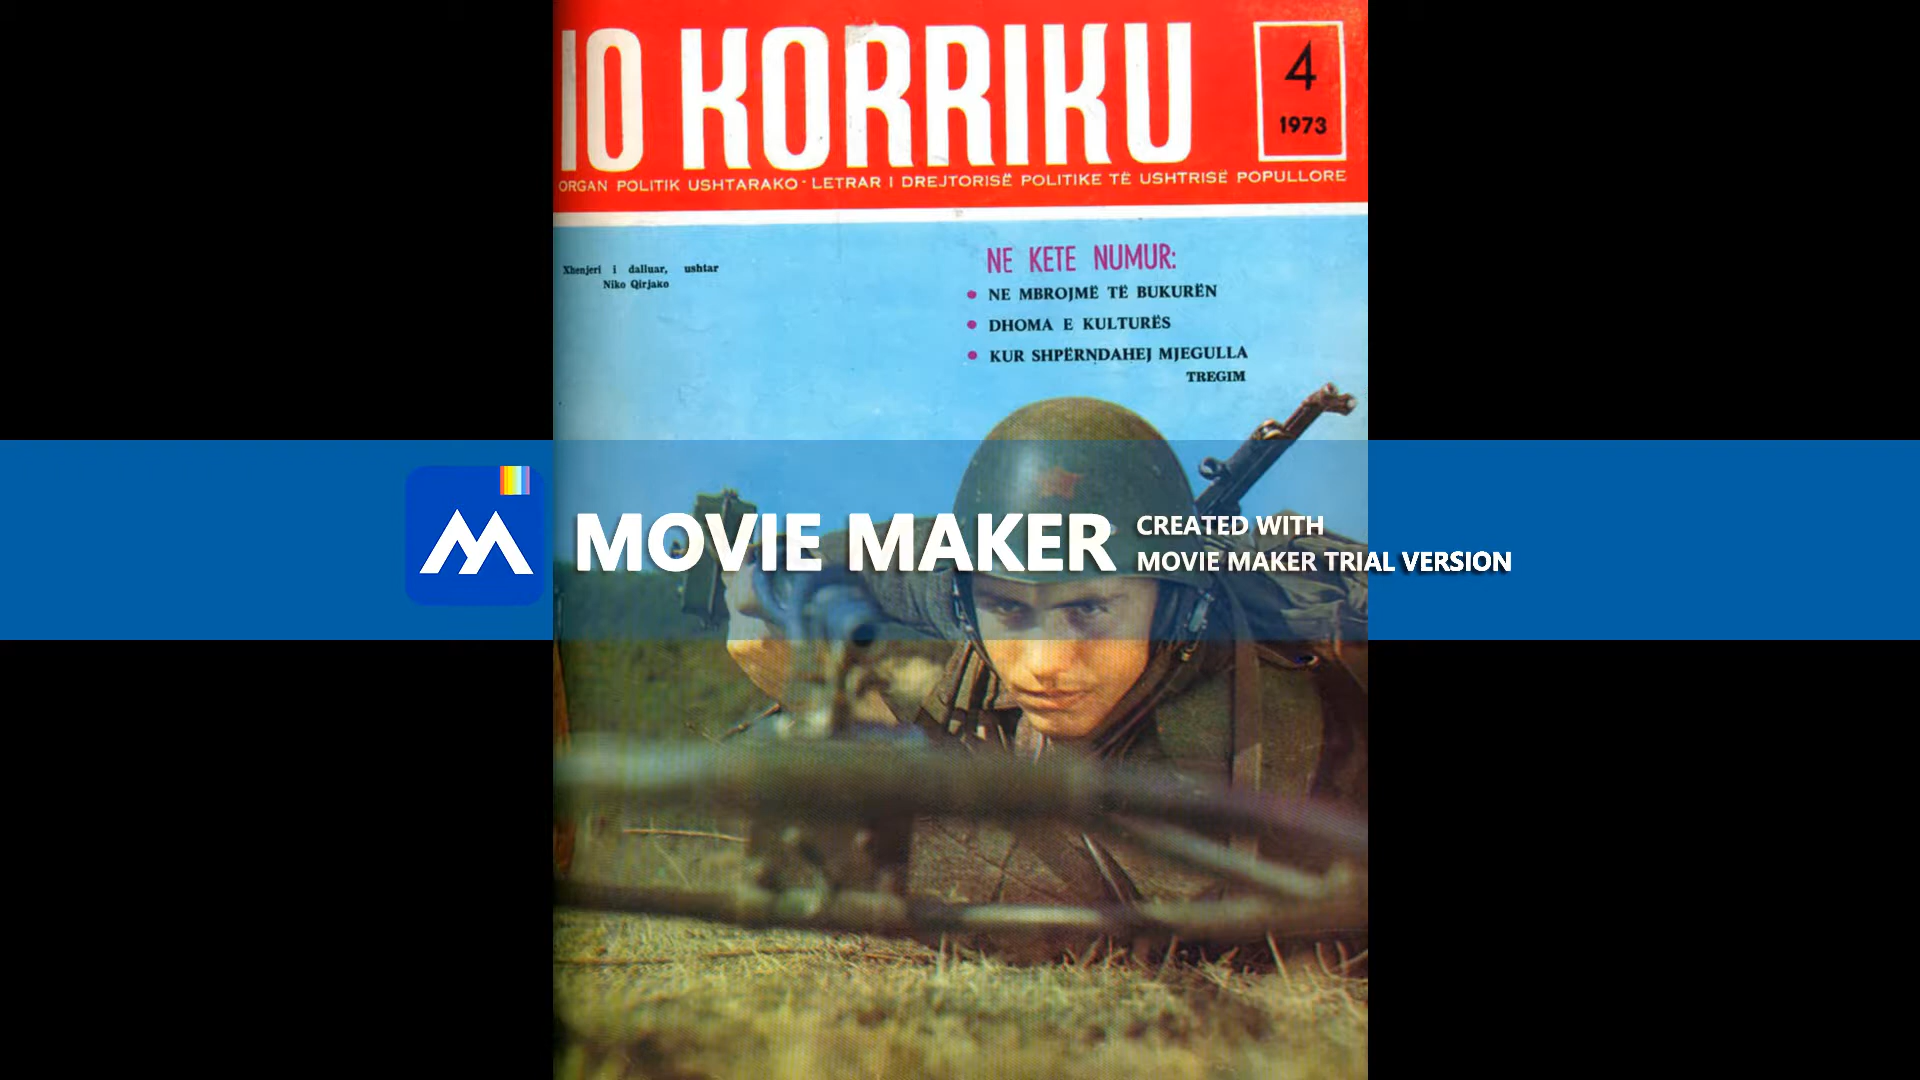 10 KORRIKU
4
1973
ORGAN POLITIK USHTARAKO - LETRAR I DREJTORISË POLITIKE TË USHTRISË POPULLORE
Xhenjeri i dalluar, ushtar
Niko Qirjako
NE KETE NUMUR:
• NE MBROJMË TË BUKURËN
• DHOMA E KULTURËS
• KUR SHPËRNDAHEJ MJEGULLA
TREGIM
MOVIE MAKER
CREATED WITH
MOVIE MAKER TRIAL VERSION